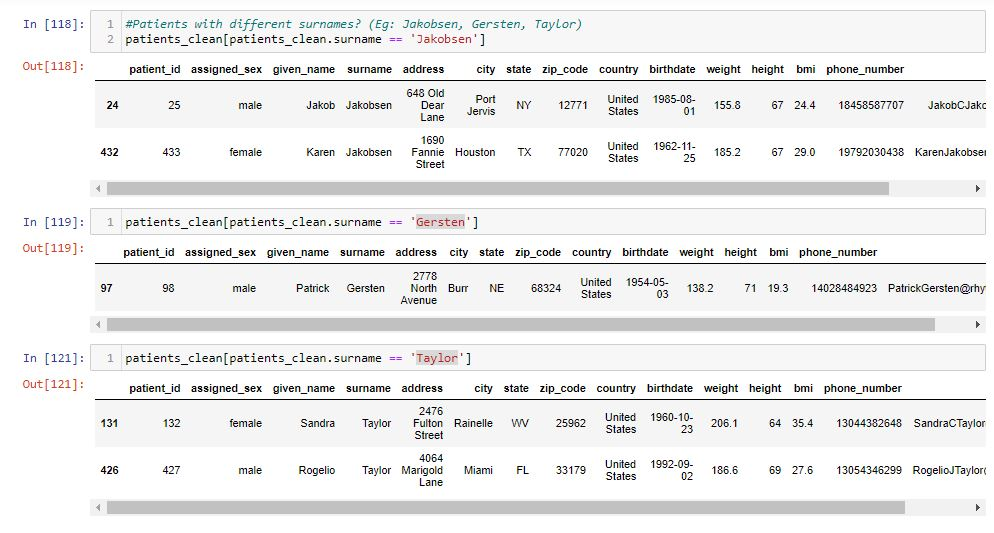 In [118]:
1 #Patients with different surnames? (Eg: Jakobsen, Gersten, Taylor)
2 patients_clean[patients_clean.surname == 'Jakobsen']
Out[118]:
patient_id assigned_sex given_name surname address city state zip_code country birthdate weight height bmi phone_number
24 25 male Jakob Jakobsen 648 Old Dear Lane Port Jervis NY 12771 United States 1985-08-01 155.8 67 24.4 18458587707 JakobCJakc
432 433 female Karen Jakobsen 1690 Fannie Street Houston TX 77020 United States 1962-11-25 185.2 67 29.0 19792030438 KarenJakobsen
In [119]:
1 patients_clean[patients_clean.surname == 'Gersten']
Out[119]:
patient_id assigned_sex given_name surname address city state zip_code country birthdate weight height bmi phone_number
97 98 male Patrick Gersten 2778 North Avenue Burr NE 68324 United States 1954-05-03 138.2 71 19.3 14028484923 PatrickGersten@rhy
In [121]:
1 patients_clean[patients_clean.surname == 'Taylor']
Out[121]:
patient_id assigned_sex given_name surname address city state zip_code country birthdate weight height bmi phone_number
131 132 female Sandra Taylor 2476 Fulton Street Rainelle WV 25962 United States 1960-10-23 206.1 64 35.4 13044382648 SandraCTaylor
426 427 male Rogelio Taylor 4064 Marigold Lane Miami FL 33179 United States 1992-09-02 186.6 69 27.6 13054346299 RogelioJTaylor